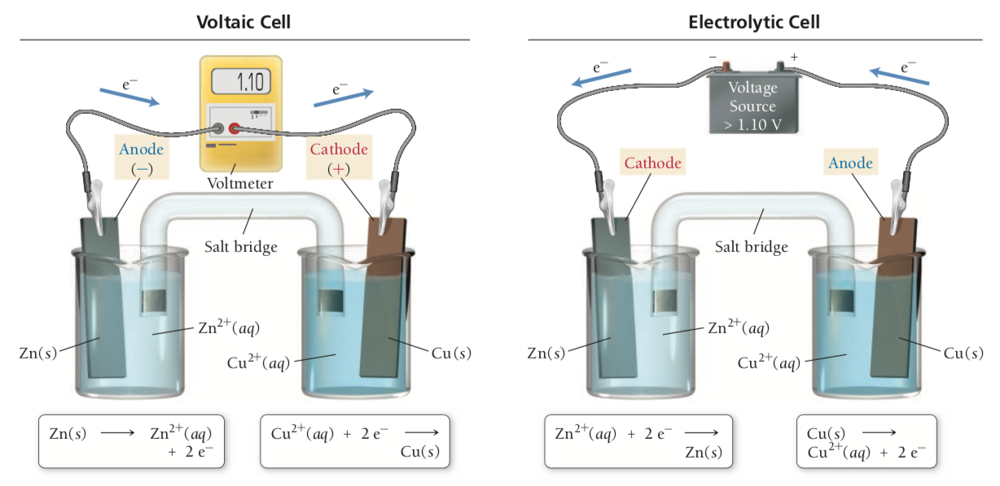 Voltaic Cell
e⁻
1.10
e⁻
Anode
(−)
Cathode
(+)
Voltmeter
Salt bridge
Zn²⁺(aq)
Zn(s)
Cu²⁺(aq)
Cu(s)
Zn(s) ⟶ Zn²⁺(aq)
+ 2 e⁻
Cu²⁺(aq) + 2 e⁻ ⟶
Cu(s)
Electrolytic Cell
e⁻
− +
e⁻
Voltage
Source
> 1.10 V
Cathode
Anode
Salt bridge
Zn²⁺(aq)
Zn(s)
Cu²⁺(aq)
Cu(s)
Zn²⁺(aq) + 2 e⁻ ⟶
Zn(s)
Cu(s) ⟶
Cu²⁺(aq) + 2 e⁻